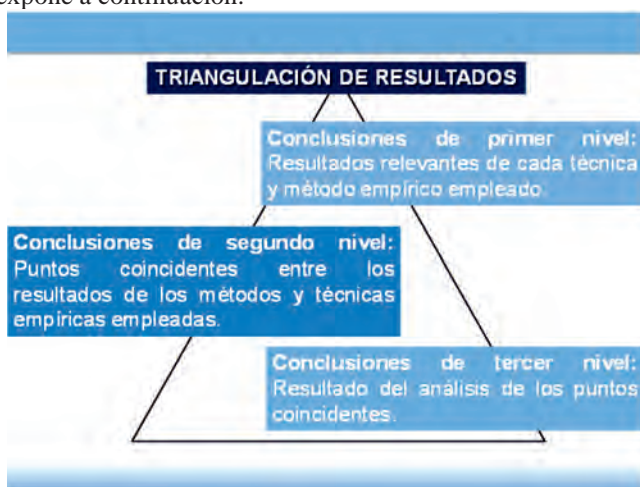 expone a continuación:
TRIANGULACIÓN DE RESULTADOS
Conclusiones de primer nivel:
Resultados relevantes de cada técnica
y método empírico empleado.
Conclusiones de segundo nivel:
Puntos coincidentes entre los
resultados de los métodos y técnicas
empíricas empleadas.
Conclusiones de tercer nivel:
Resultado del análisis de los puntos
coincidentes.